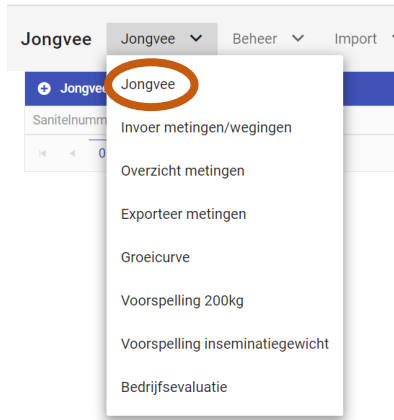 Jongvee Jongvee Beheer Import
Jongvee
Jongvee
Sanitelnumm
0
Invoer metingen/wegingen
Overzicht metingen
Exporteer metingen
Groeicurve
Voorspelling 200kg
Voorspelling inseminatiegewicht
Bedrijfsevaluatie